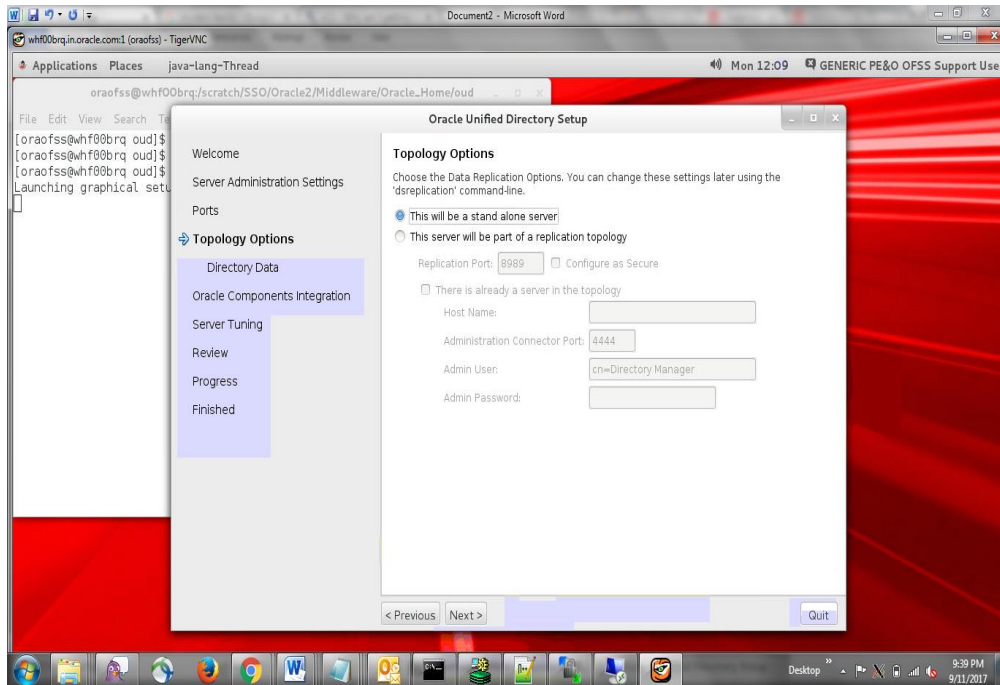 Document2 - Microsoft Word
whf00brq.in.oracle.com:1 (oraofss) - TigerVNC
Applications Places java-lang-Thread
Mon 12:09 GENERIC PE&O OFSS Support Use
oraofss@whf00brq:/scratch/SSO/Oracle2/Middleware/Oracle_Home/oud
File Edit View Search Te
[oraofss@whf00brq oud]$
[oraofss@whf00brq oud]$
[oraofss@whf00brq oud]$
Launching graphical setu
Oracle Unified Directory Setup
Welcome
Server Administration Settings
Ports
Topology Options
Directory Data
Oracle Components Integration
Server Tuning
Review
Progress
Finished
Topology Options
Choose the Data Replication Options. You can change these settings later using the
'dsreplication' command-line.
This will be a stand alone server
This server will be part of a replication topology
Replication Port: 8989 Configure as Secure
There is already a server in the topology
Host Name:
Administration Connector Port: 4444
Admin User: cn=Directory Manager
Admin Password:
< Previous Next > Quit
Desktop
9:39 PM
9/11/2017